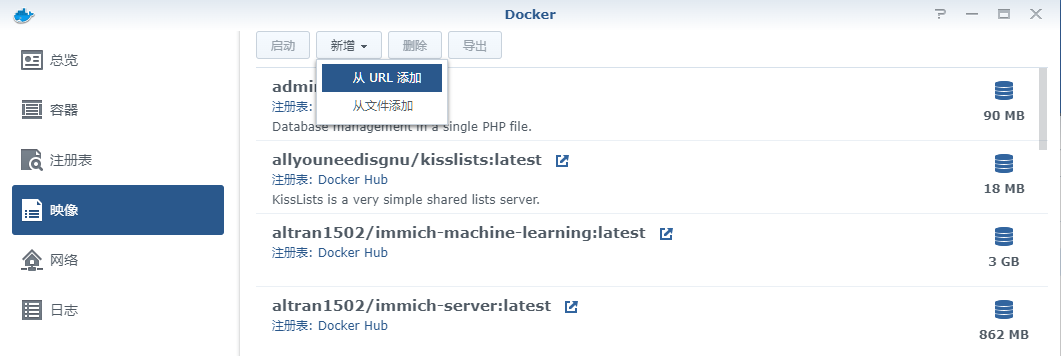 Docker
?
总览
容器
注册表
映像
网络
日志
启动
新增
删除
导出
从 URL 添加
从文件添加
admin
注册表:
Database management in a single PHP file.
90 MB
allyouneedisgnu/kisslists:latest
注册表: Docker Hub
KissLists is a very simple shared lists server.
18 MB
altran1502/immich-machine-learning:latest
注册表: Docker Hub
3 GB
altran1502/immich-server:latest
注册表: Docker Hub
862 MB